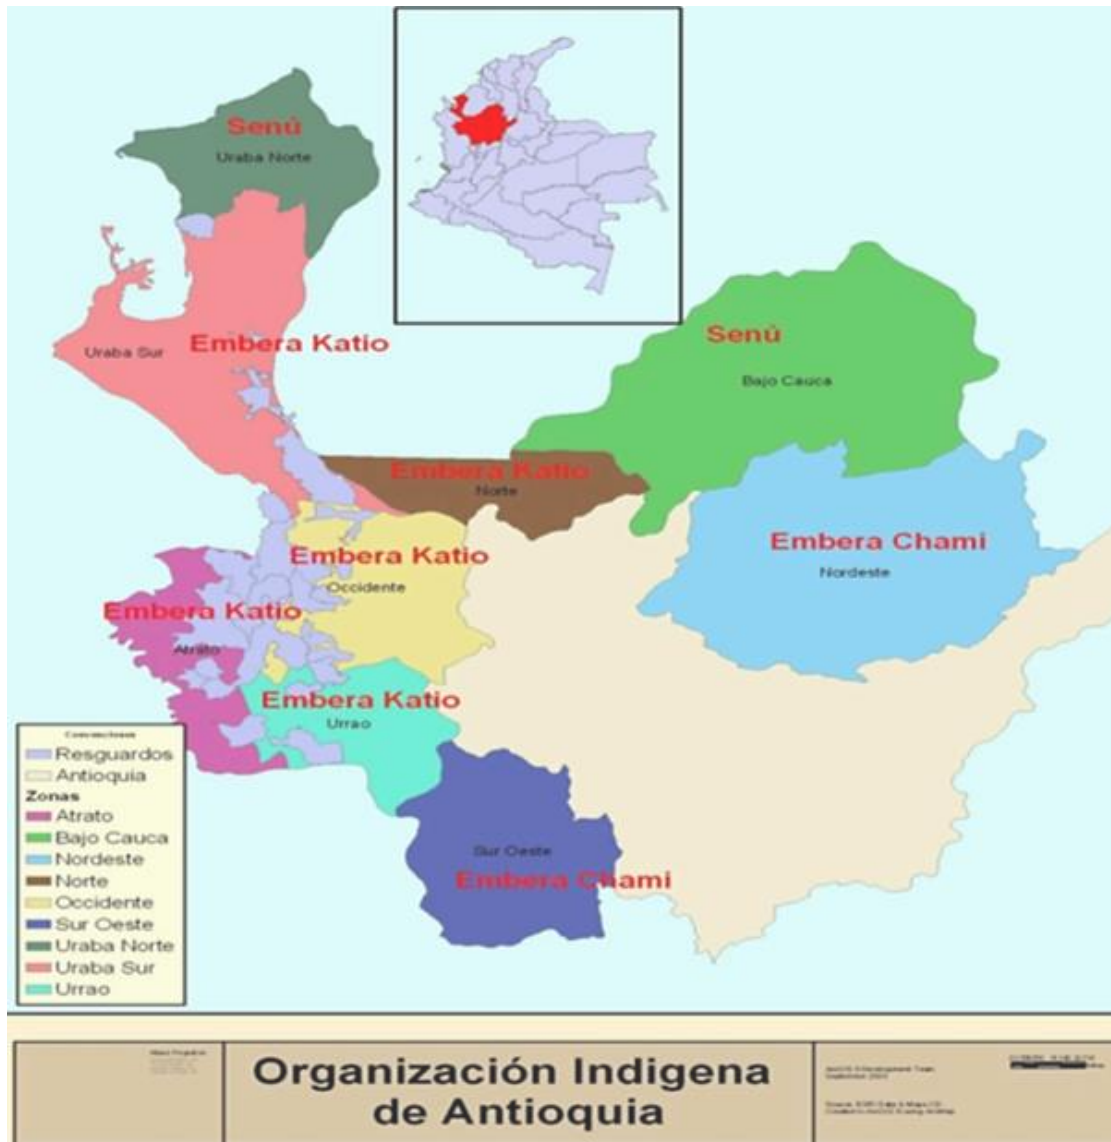 Senú
Uraba Norte
Embera Katio
Uraba Sur
Senú
Bajo Cauca
Embera Katio
Norte
Embera Katio
Occidente
Embera Chami
Nordeste
Embera Katio
Atrato
Embera Katio
Urrao
Sur Oeste
Embera Chami
Convenciones
Resguardos
Antioquia
Zonas
Atrato
Bajo Cauca
Nordeste
Norte
Occidente
Sur Oeste
Uraba Norte
Uraba Sur
Urrao
Organización Indigena
de Antioquia